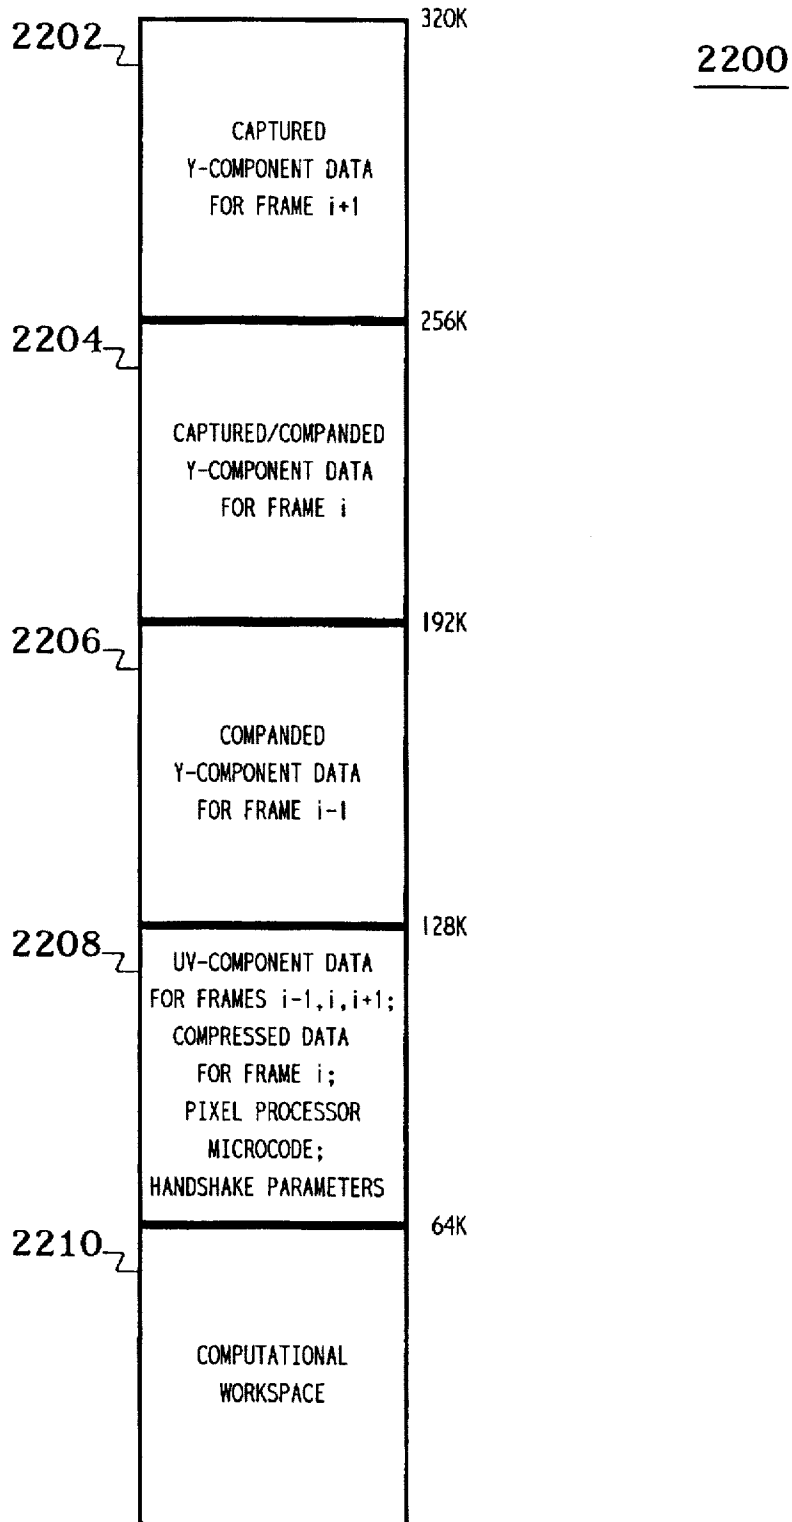 2200
320K
2202
CAPTURED
Y-COMPONENT DATA
FOR FRAME i+1
256K
2204
CAPTURED/COMPANDED
Y-COMPONENT DATA
FOR FRAME i
192K
2206
COMPANDED
Y-COMPONENT DATA
FOR FRAME i-1
128K
2208
UV-COMPONENT DATA
FOR FRAMES i-1,i,i+1;
COMPRESSED DATA
FOR FRAME i;
PIXEL PROCESSOR
MICROCODE;
HANDSHAKE PARAMETERS
64K
2210
COMPUTATIONAL
WORKSPACE